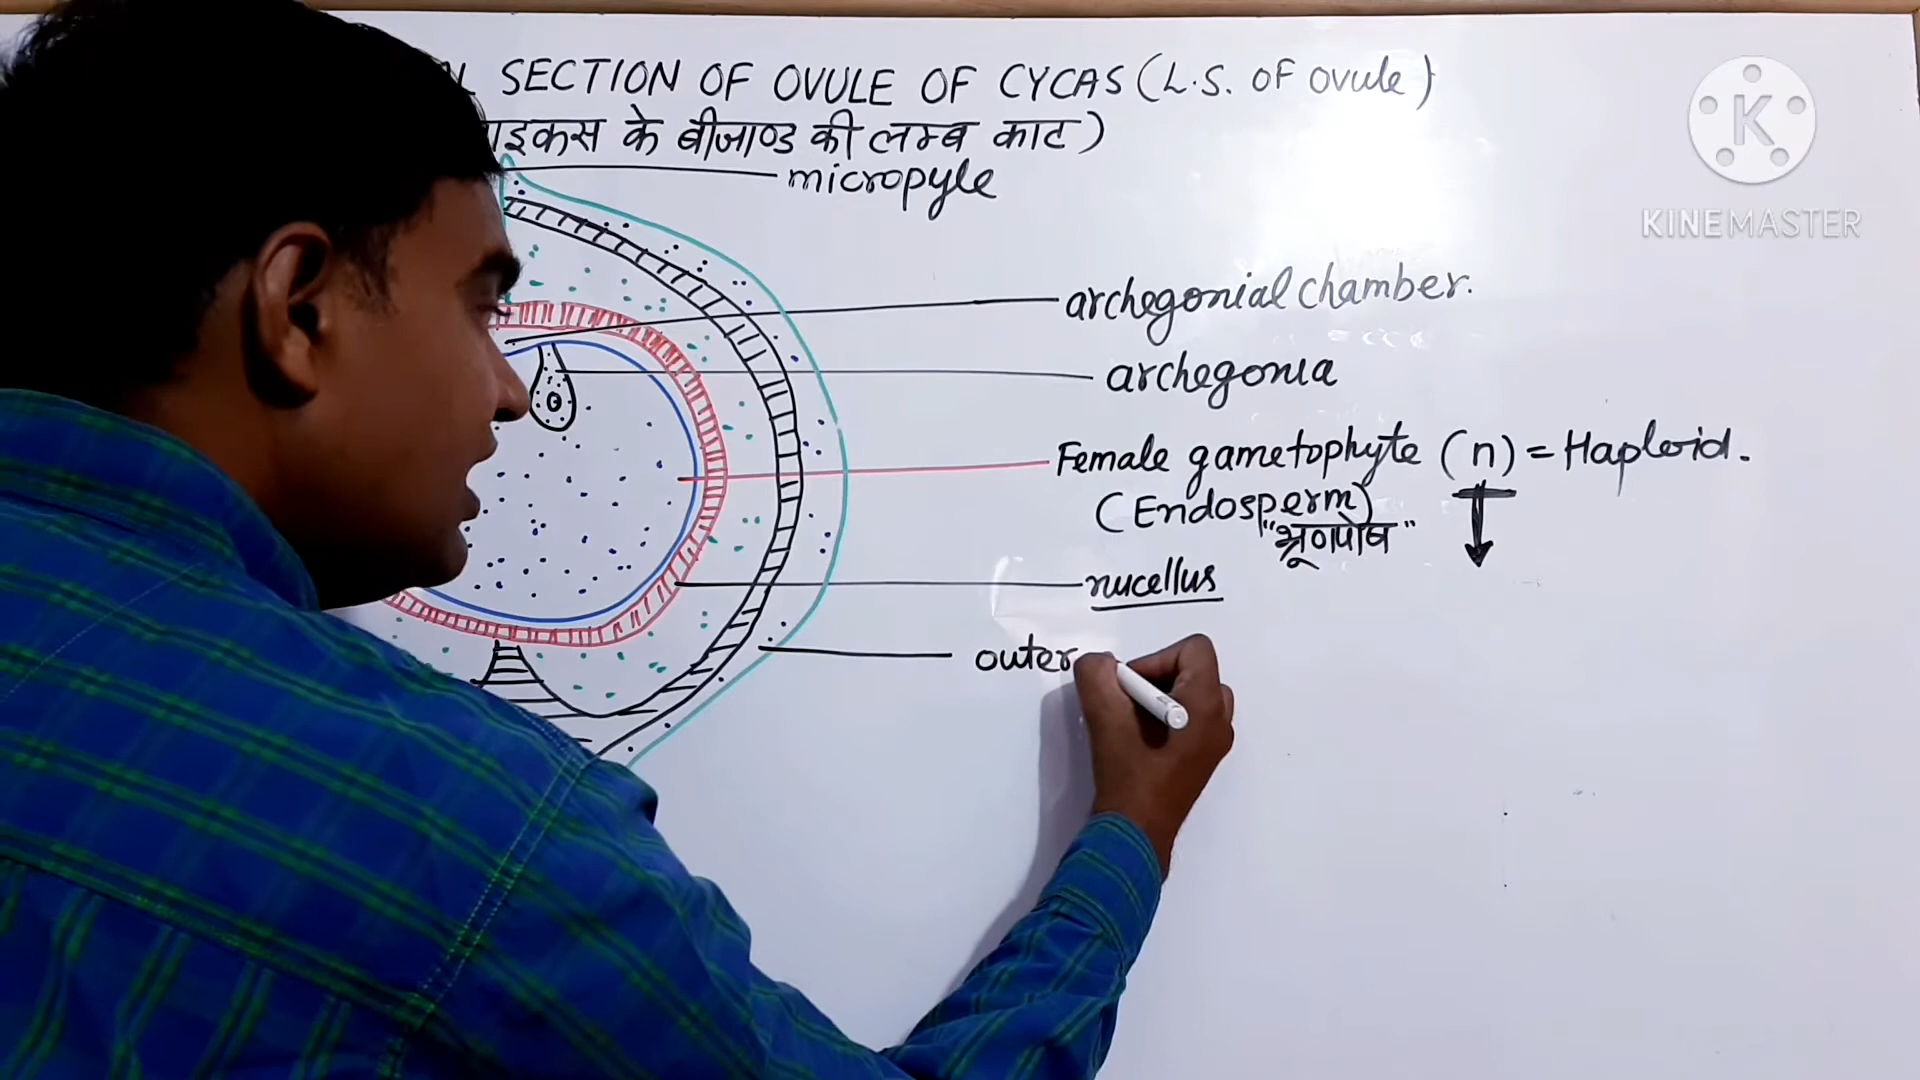 SECTION OF OVULE OF CYCAS (L.S. OF ovule)
के बीजाण्ड की लम्ब काट)
micropyle
K
KINEMASTER
archegonial chamber.
archegonia
Female gametophyte (n) = Haploid.
(Endosperm)
"भ्रूणपोष"
nucellus
outer